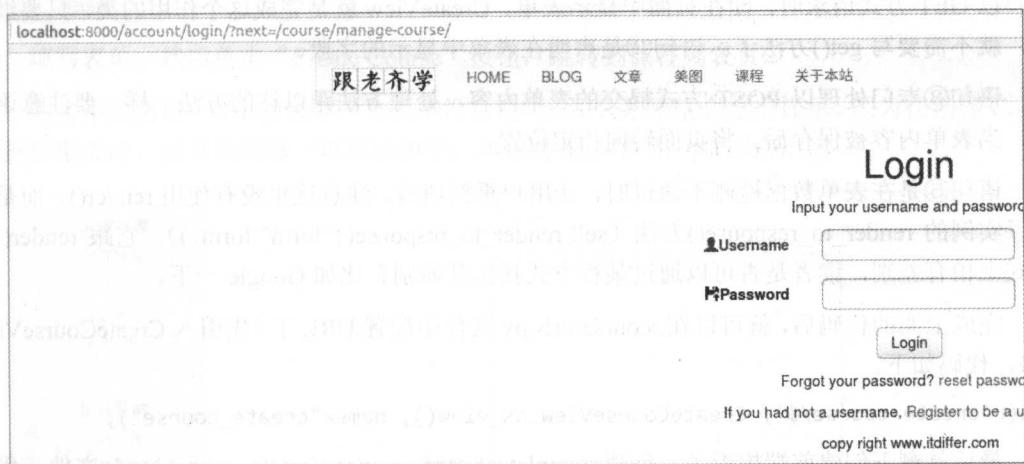 localhost:8000/account/login/?next=/course/manage-course/
跟老齐学 HOME BLOG 文章 美图 课程 关于本站
Login
Input your username and password
Username
Password
Login
Forgot your password? reset passwo
If you had not a username, Register to be a u
copy right www.itdiffer.com